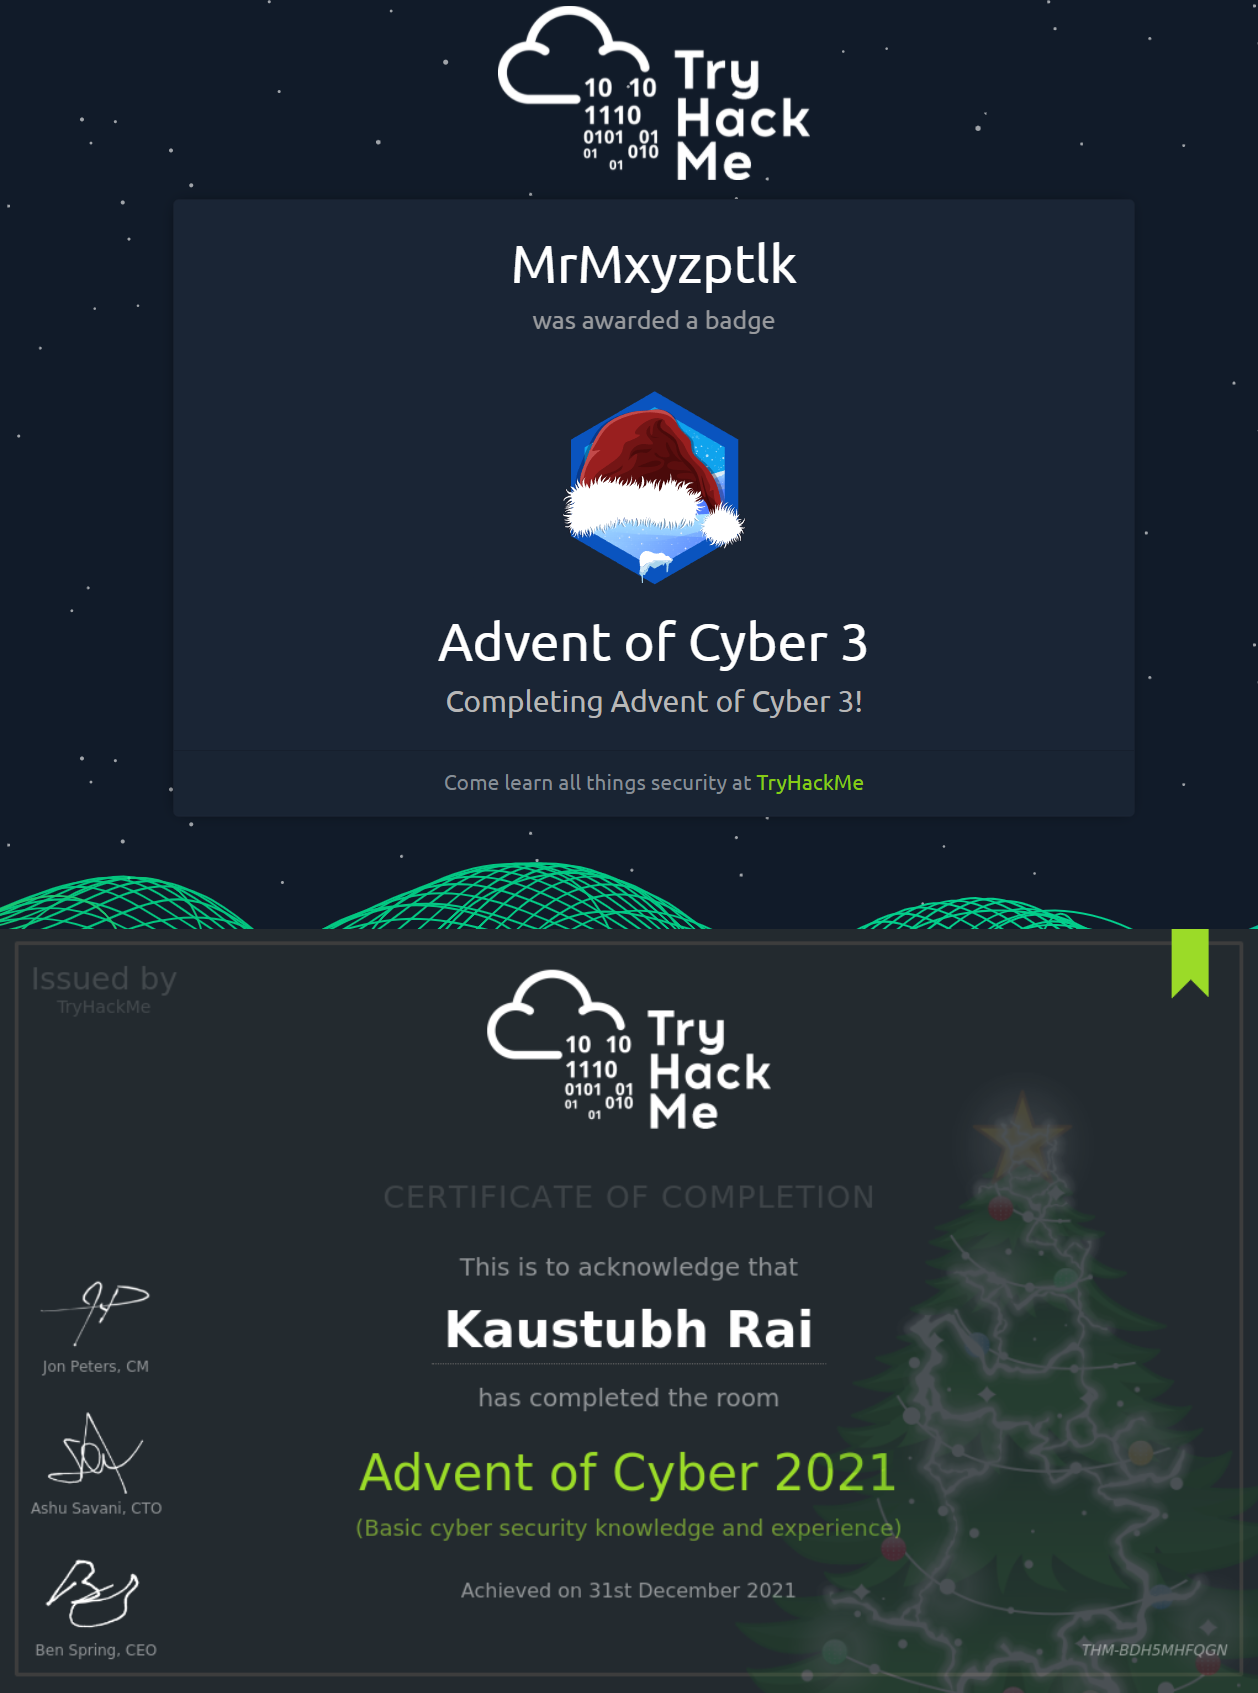 10 10
1110
0101 01
01 010
01
Try
Hack
Me
MrMxyzptlk
was awarded a badge
Advent of Cyber 3
Completing Advent of Cyber 3!
Come learn all things security at TryHackMe
Issued by
TryHackMe
10 10
1110
0101 01
01 010
01
Try
Hack
Me
CERTIFICATE OF COMPLETION
This is to acknowledge that
Kaustubh Rai
has completed the room
Advent of Cyber 2021
(Basic cyber security knowledge and experience)
Achieved on 31st December 2021
Jon Peters, CM
Ashu Savani, CTO
Ben Spring, CEO
THM-BDH5MHFQGN